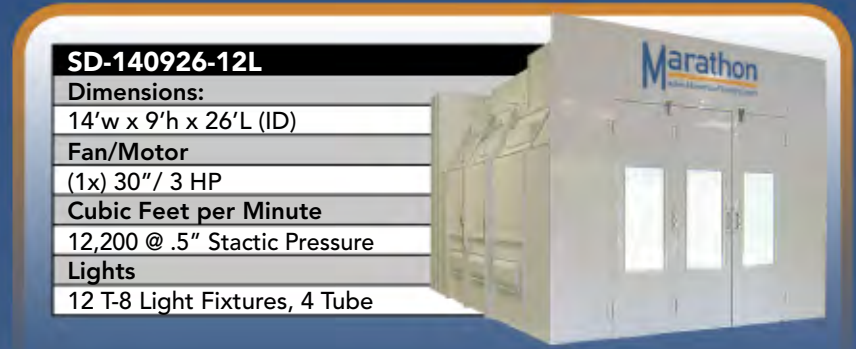 SD-140926-12L
Dimensions:
14'w x 9'h x 26'L (ID)
Fan/Motor
(1x) 30"/ 3 HP
Cubic Feet per Minute
12,200 @ .5" Stactic Pressure
Lights
12 T-8 Light Fixtures, 4 Tube
Marathon